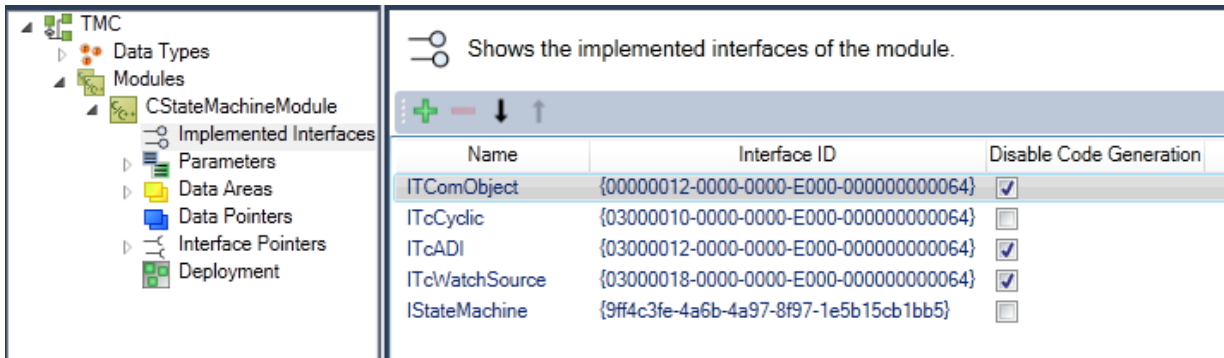 TMC
Data Types
Modules
CStateMachineModule
Implemented Interfaces
Parameters
Data Areas
Data Pointers
Interface Pointers
Deployment
Shows the implemented interfaces of the module.
Name Interface ID Disable Code Generation
ITComObject {00000012-0000-0000-E000-000000000064}
ITcCyclic {03000010-0000-0000-E000-000000000064}
ITcADI {03000012-0000-0000-E000-000000000064}
ITcWatchSource {03000018-0000-0000-E000-000000000064}
IStateMachine {9ff4c3fe-4a6b-4a97-8f97-1e5b15cb1bb5}